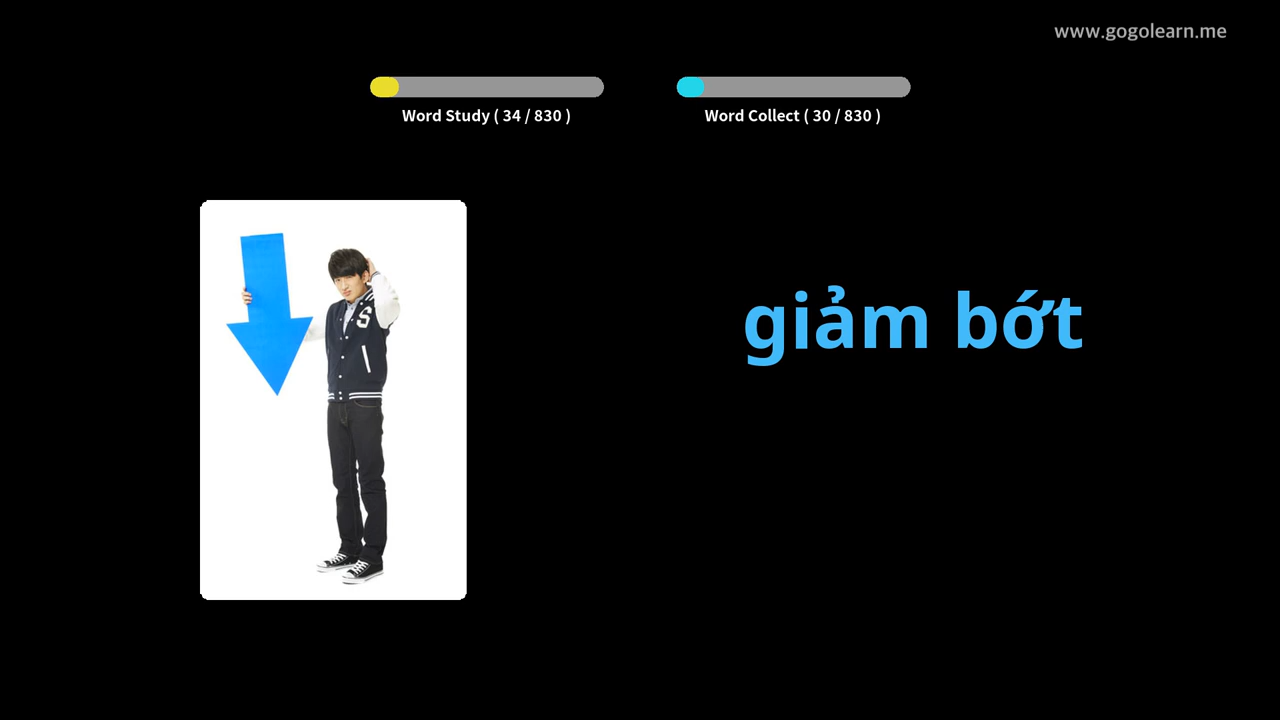 www.gogolearn.me
Word Study ( 34 / 830 )
Word Collect ( 30 / 830 )
S
giảm bớt